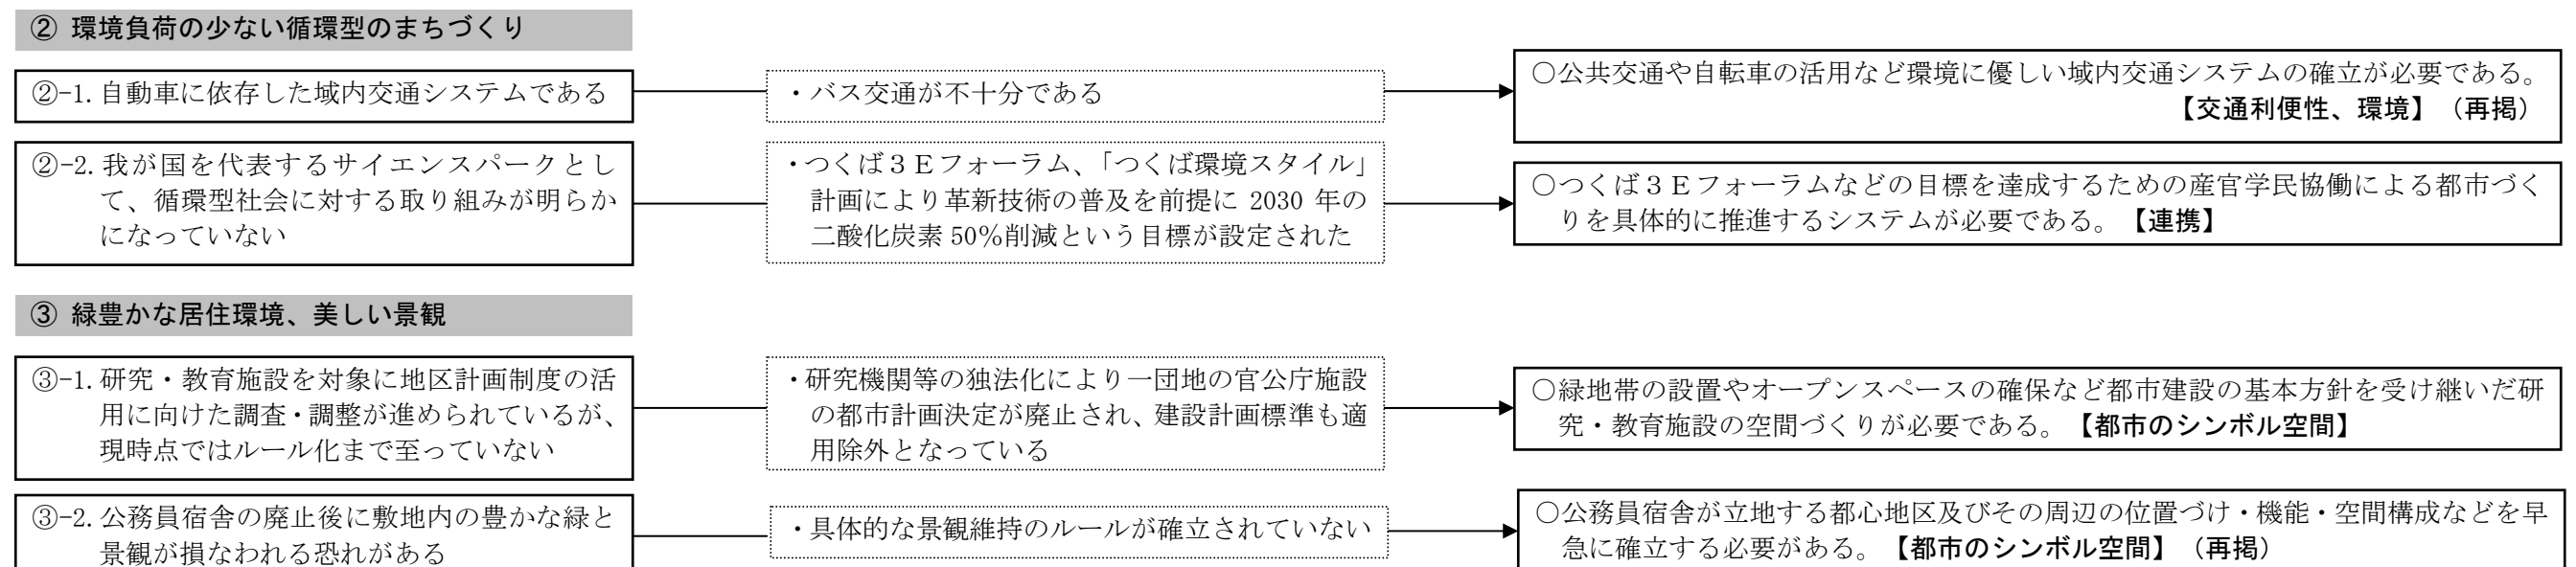 ② 環境負荷の少ない循環型のまちづくり
②-1. 自動車に依存した域内交通システムである
・バス交通が不十分である
○公共交通や自転車の活用など環境に優しい域内交通システムの確立が必要である。
【交通利便性、環境】（再掲）
②-2. 我が国を代表するサイエンスパークとし
て、循環型社会に対する取り組みが明らか
になっていない
・つくば３Ｅフォーラム、「つくば環境スタイル」
計画により革新技術の普及を前提に 2030 年の
二酸化炭素 50％削減という目標が設定された
○つくば３Ｅフォーラムなどの目標を達成するための産官学民協働による都市づく
りを具体的に推進するシステムが必要である。【連携】
③ 緑豊かな居住環境、美しい景観
③-1. 研究・教育施設を対象に地区計画制度の活
用に向けた調査・調整が進められているが、
現時点ではルール化まで至っていない
・研究機関等の独法化により一団地の官公庁施設
の都市計画決定が廃止され、建設計画標準も適
用除外となっている
○緑地帯の設置やオープンスペースの確保など都市建設の基本方針を受け継いだ研
究・教育施設の空間づくりが必要である。【都市のシンボル空間】
③-2. 公務員宿舎の廃止後に敷地内の豊かな緑と
景観が損なわれる恐れがある
・具体的な景観維持のルールが確立されていない
○公務員宿舎が立地する都心地区及びその周辺の位置づけ・機能・空間構成などを早
急に確立する必要がある。【都市のシンボル空間】（再掲）